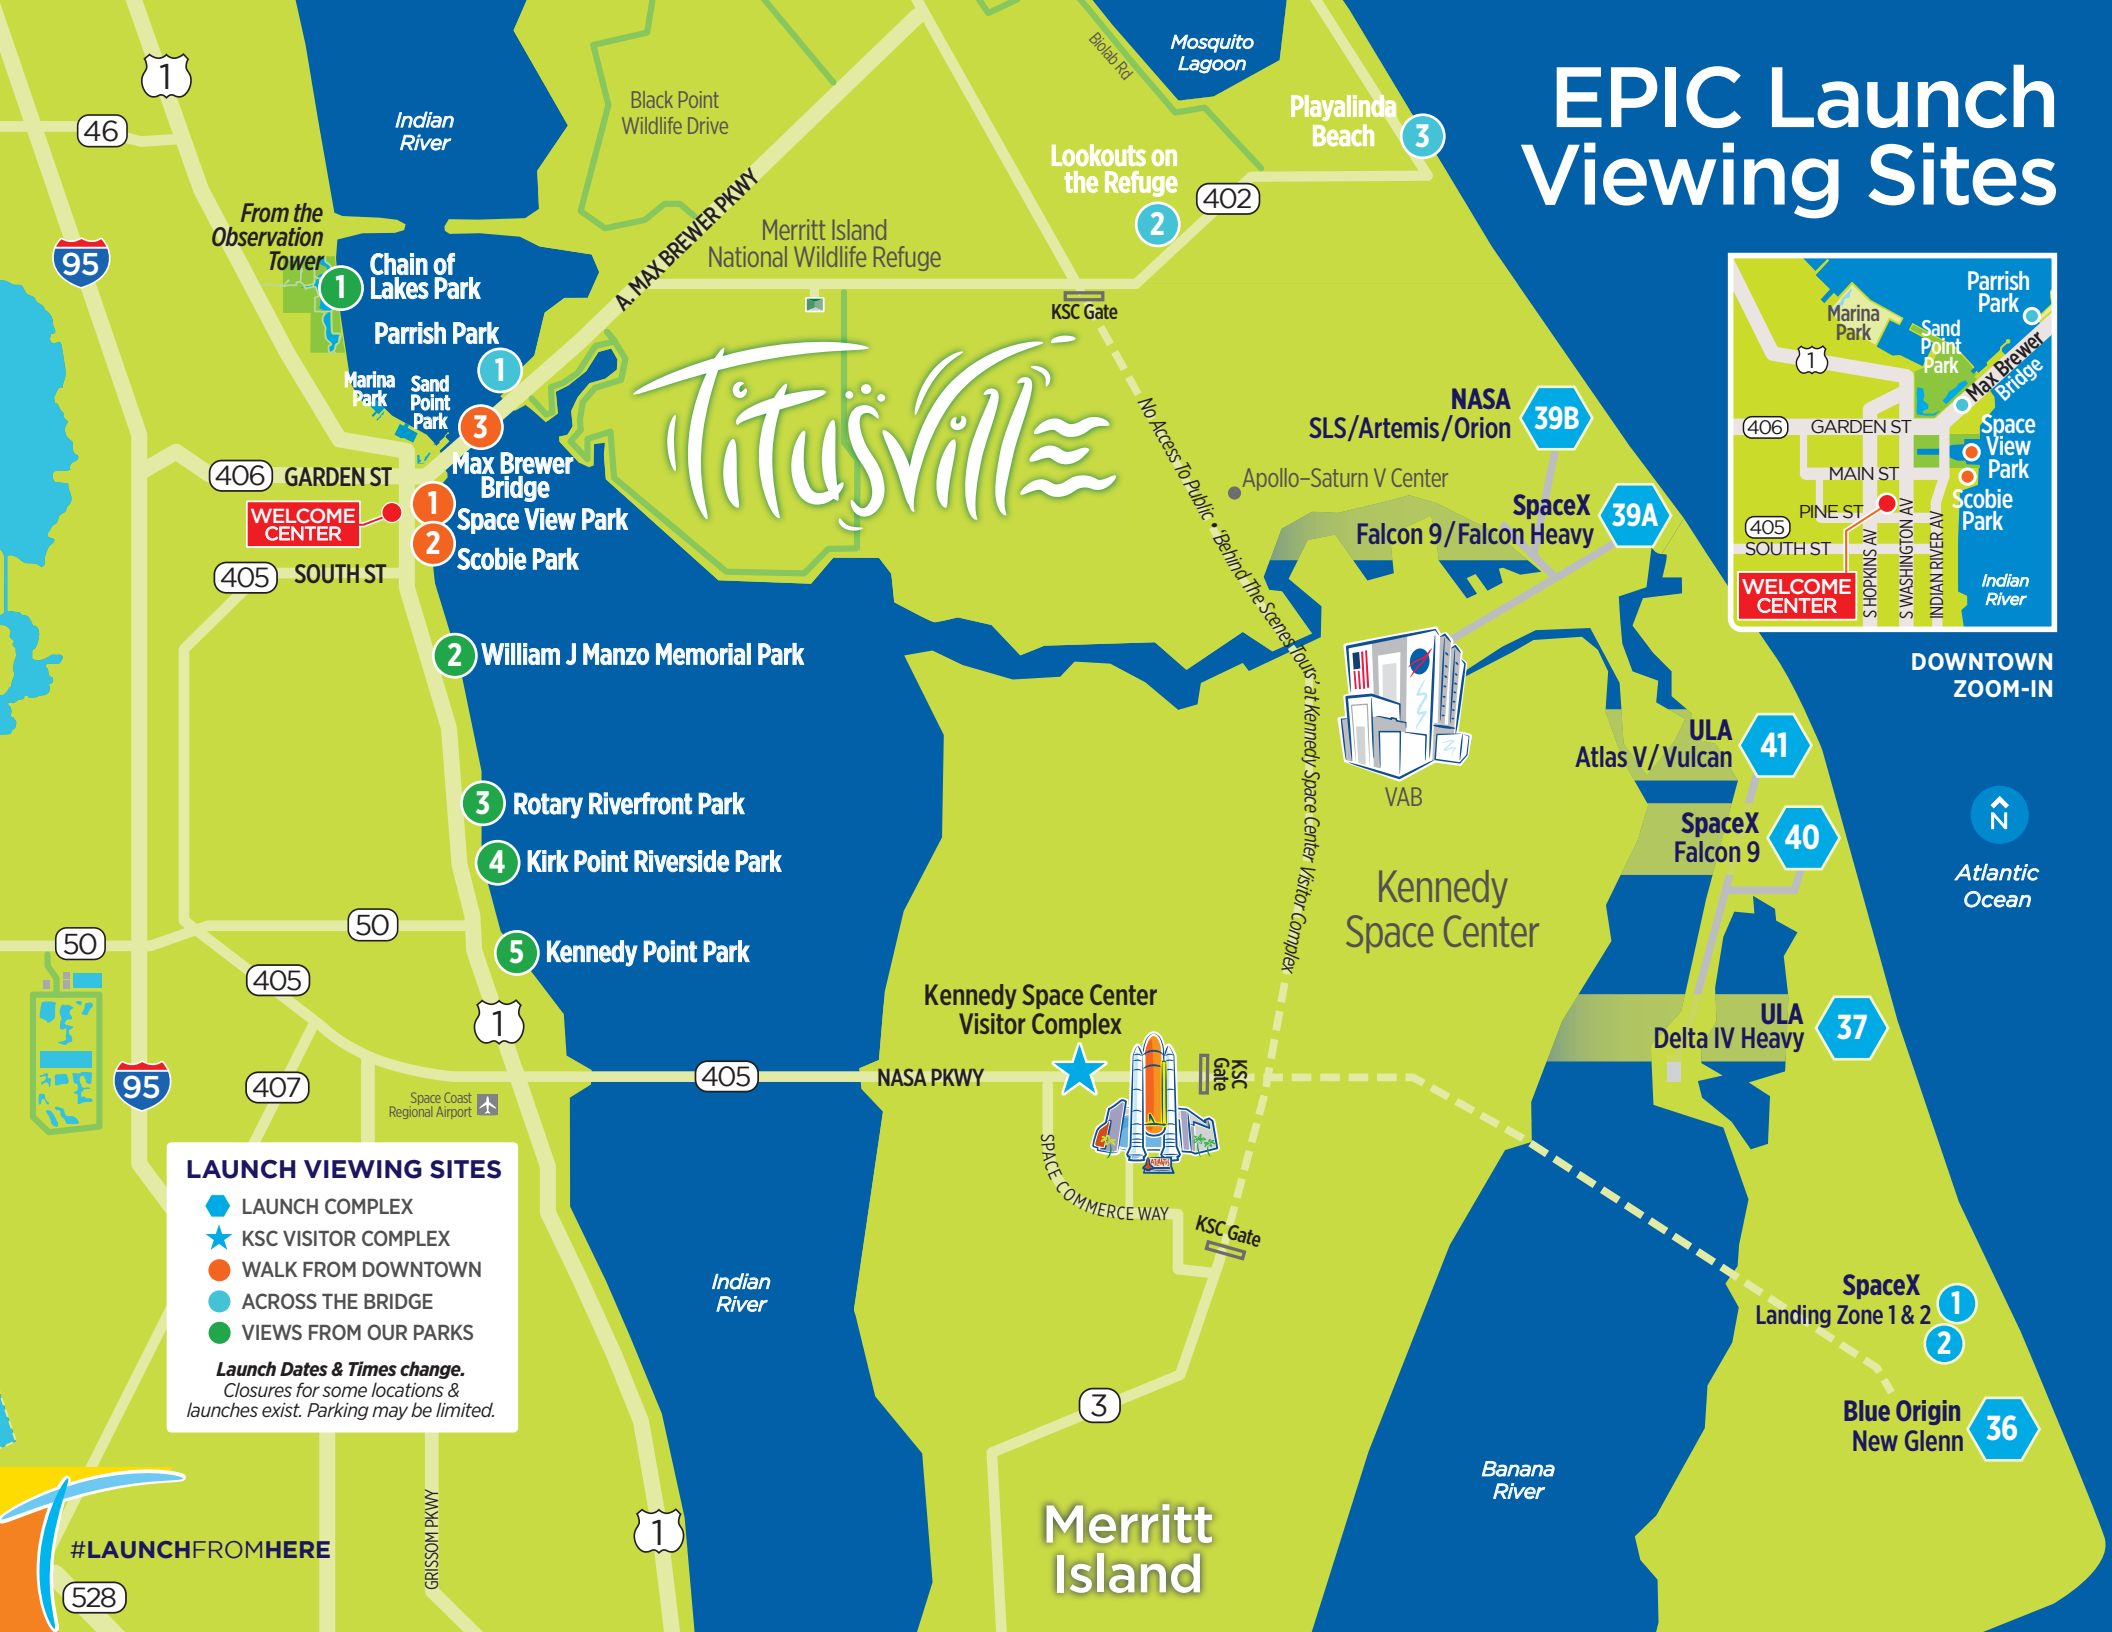 EPIC Launch
Viewing Sites
1
46
95
Indian
River
Black Point
Wildlife Drive
Biolab Rd
Mosquito
Lagoon
Playalinda
Beach
3
Lookouts on
the Refuge
2
402
From the
Observation
Tower
1
Chain of
Lakes Park
A. MAX BREWER PKWY
Merritt Island
National Wildlife Refuge
KSC Gate
Parrish Park
1
Marina
Park
Sand
Point
Park
3
Max Brewer
Bridge
Titusville
406
GARDEN ST
WELCOME
CENTER
1
Space View Park
2
Scobie Park
405
SOUTH ST
No Access To Public • 'Behind The Scenes Tours' at Kennedy Space Center Visitor Complex
NASA
SLS/Artemis/Orion
39B
Apollo–Saturn V Center
SpaceX
Falcon 9/Falcon Heavy
39A
Parrish
Park
Marina
Park
Sand
Point
Park
1
Max Brewer
Bridge
406
GARDEN ST
Space
View
Park
MAIN ST
Scobie
Park
PINE ST
405
SOUTH ST
S HOPKINS AV
S WASHINGTON AV
INDIAN RIVER AV
WELCOME
CENTER
Indian
River
DOWNTOWN
ZOOM-IN
2
William J Manzo Memorial Park
VAB
ULA
Atlas V/Vulcan
41
3
Rotary Riverfront Park
SpaceX
Falcon 9
40
N
Atlantic
Ocean
4
Kirk Point Riverside Park
Kennedy
Space Center
50
50
5
Kennedy Point Park
405
1
Kennedy Space Center
Visitor Complex
ULA
Delta IV Heavy
37
95
407
Space Coast
Regional Airport
405
NASA PKWY
KSC
Gate
SPACE COMMERCE WAY
KSC Gate
LAUNCH VIEWING SITES
LAUNCH COMPLEX
KSC VISITOR COMPLEX
WALK FROM DOWNTOWN
ACROSS THE BRIDGE
VIEWS FROM OUR PARKS
Launch Dates & Times change.
Closures for some locations &
launches exist. Parking may be limited.
Indian
River
SpaceX
Landing Zone 1 & 2
1
2
3
Blue Origin
New Glenn
36
Banana
River
Merritt
Island
1
GRISSOM PKWY
#LAUNCHFROMHERE
528